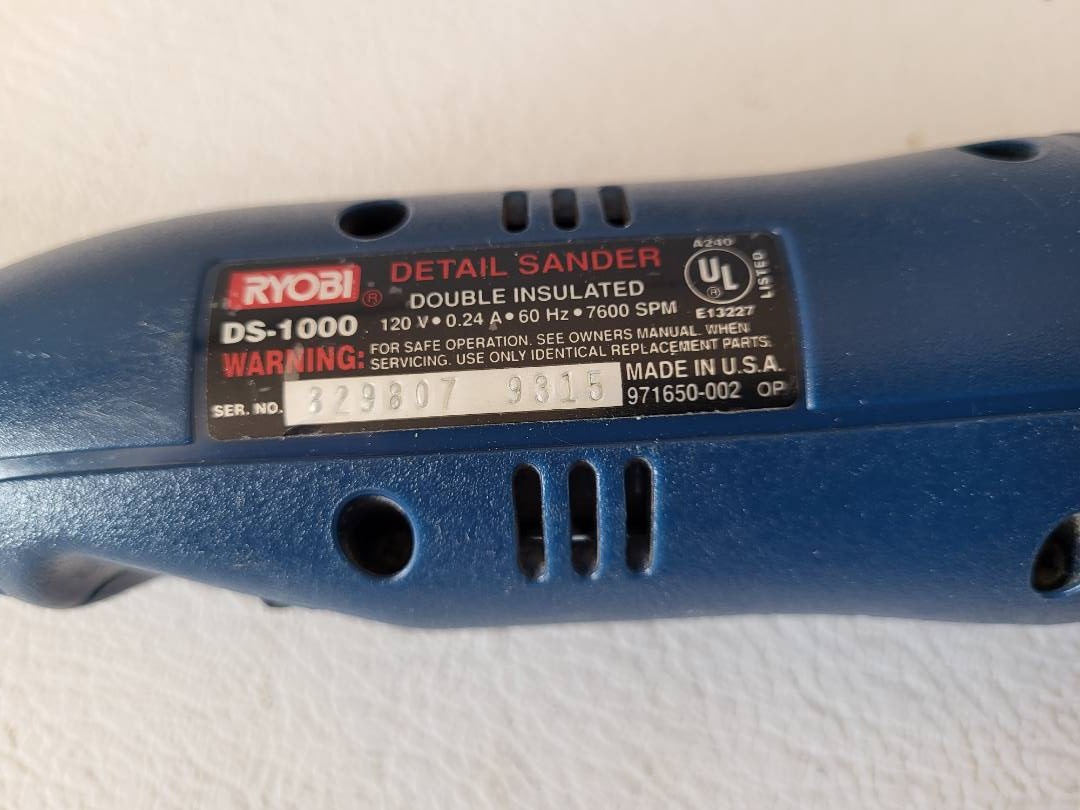 RYOBI® DETAIL SANDER
DOUBLE INSULATED
DS-1000 120 V • 0.24 A • 60 Hz • 7600 SPM
WARNING: FOR SAFE OPERATION. SEE OWNERS MANUAL. WHEN
SERVICING. USE ONLY IDENTICAL REPLACEMENT PARTS.
SER. NO. 329807 9815
MADE IN U.S.A.
971650-002 OP
A240
UL® LISTED
E13227